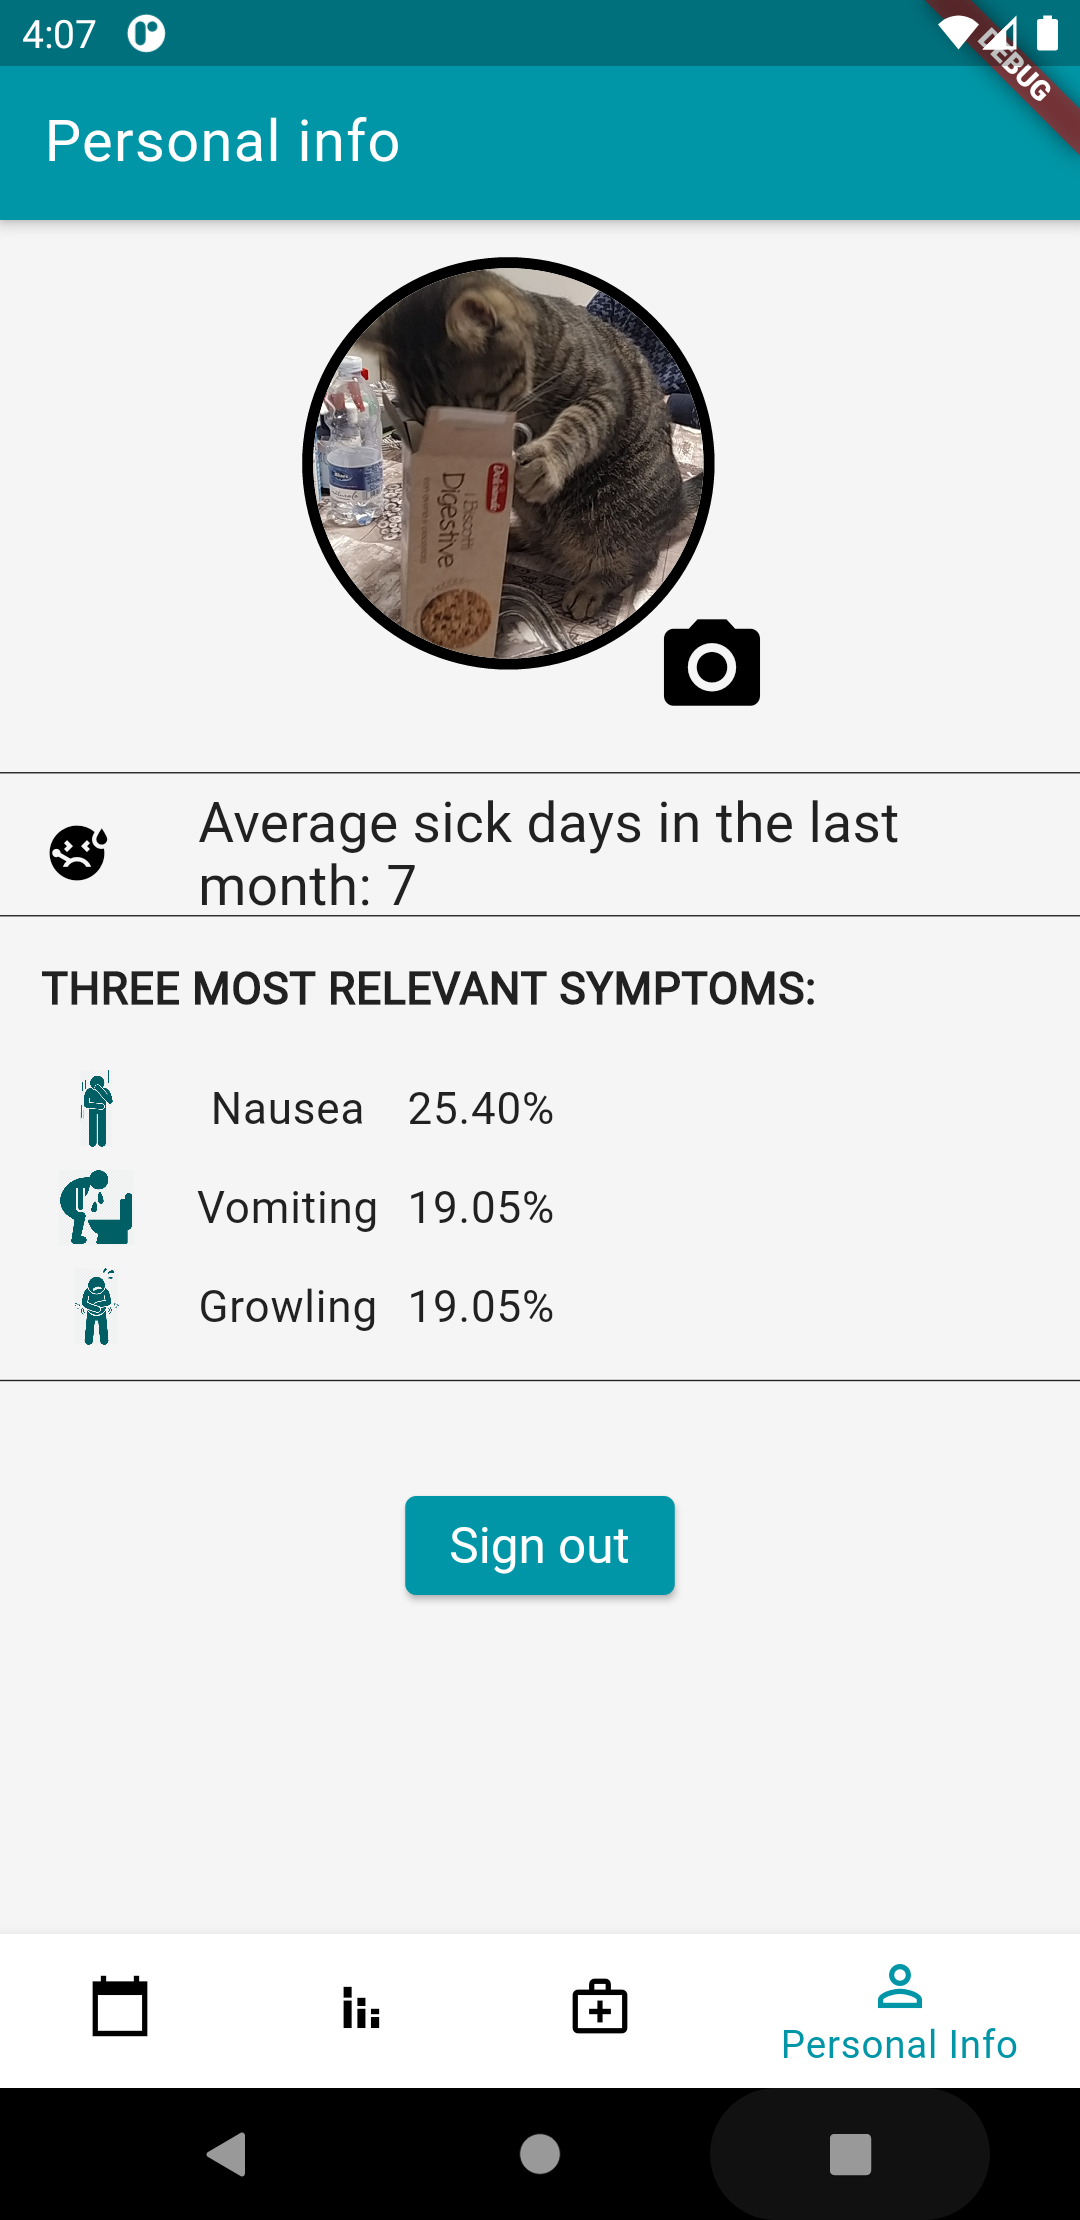 4:07
DEBUG
Personal info
I Biscotti
Digestive
Average sick days in the last
month: 7
THREE MOST RELEVANT SYMPTOMS:
Nausea 25.40%
Vomiting 19.05%
Growling 19.05%
Sign out
Personal Info